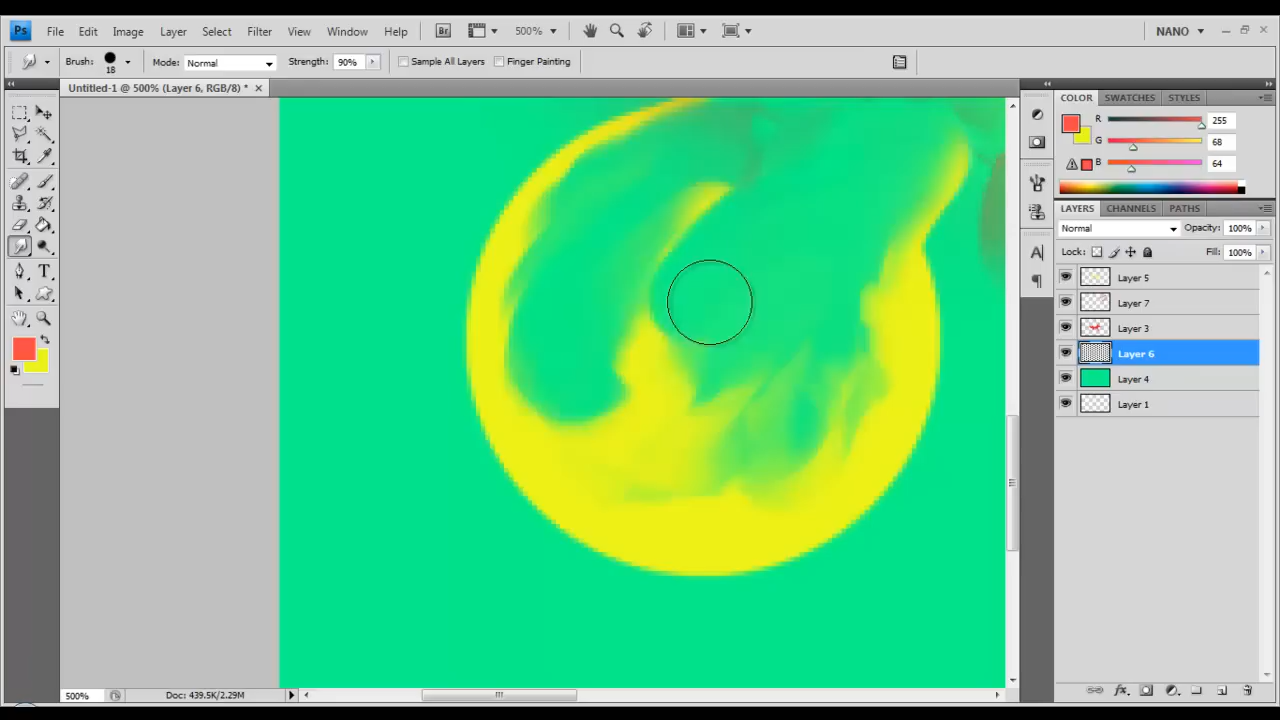 Ps File Edit Image Layer Select Filter View Window Help Br 500% NANO
Brush: 18 Mode: Normal Strength: 90% Sample All Layers Finger Painting
Untitled-1 @ 500% (Layer 6, RGB/8) *
COLOR SWATCHES STYLES
R 255
G 68
B 64
LAYERS CHANNELS PATHS
Normal Opacity: 100%
Lock: Fill: 100%
Layer 5
Layer 7
Layer 3
Layer 6
Layer 4
Layer 1
T
A
500% Doc: 439.5K/2.29M
fx